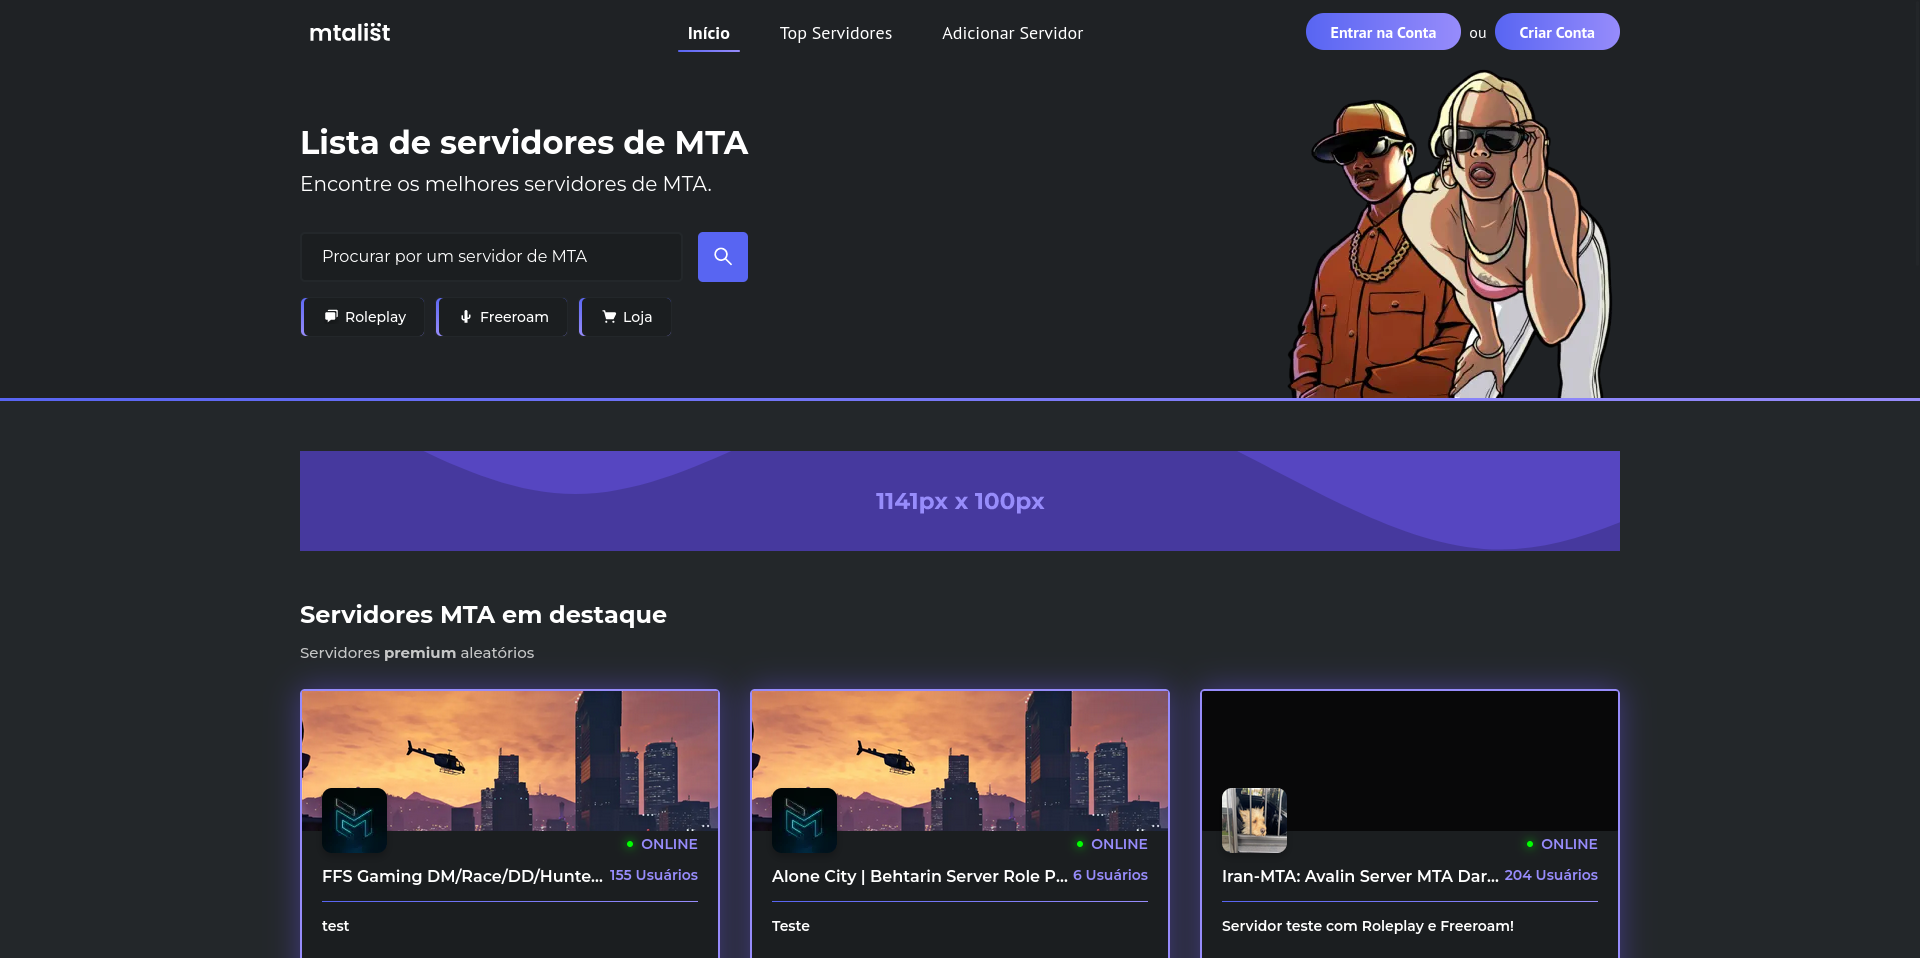 mtalist
Início
Top Servidores
Adicionar Servidor
Entrar na Conta
ou
Criar Conta
Lista de servidores de MTA
Encontre os melhores servidores de MTA.
Procurar por um servidor de MTA
Roleplay
Freeroam
Loja
1141px x 100px
Servidores MTA em destaque
Servidores premium aleatórios
ONLINE
FFS Gaming DM/Race/DD/Hunte... 155 Usuários
test
ONLINE
Alone City | Behtarin Server Role P... 6 Usuários
Teste
ONLINE
Iran-MTA: Avalin Server MTA Dar... 204 Usuários
Servidor teste com Roleplay e Freeroam!